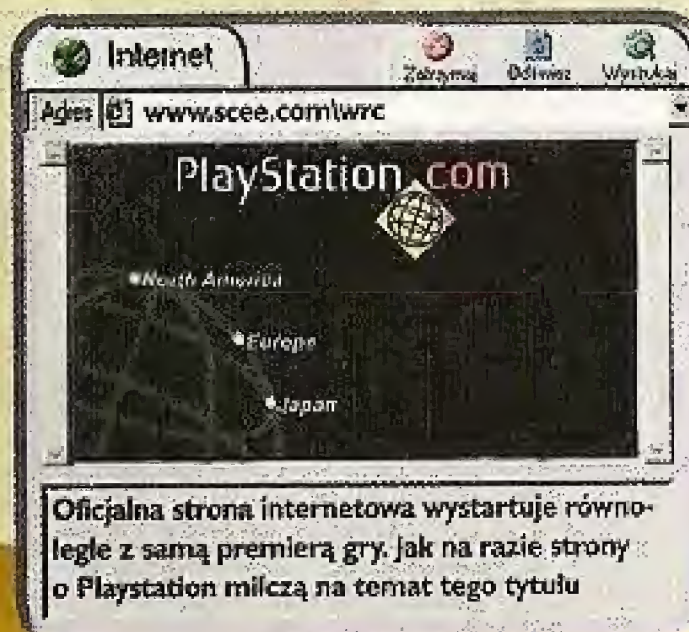 Internet
Zatrzymaj Odśwież Wyszukaj
Adres www.scee.com\wrc
PlayStation.com
North America
Europe
Japan
Oficjalna strona internetowa wystartuje równo-
legle z samą premierą gry. Jak na razie strony
o Playstation milczą na temat tego tytułu